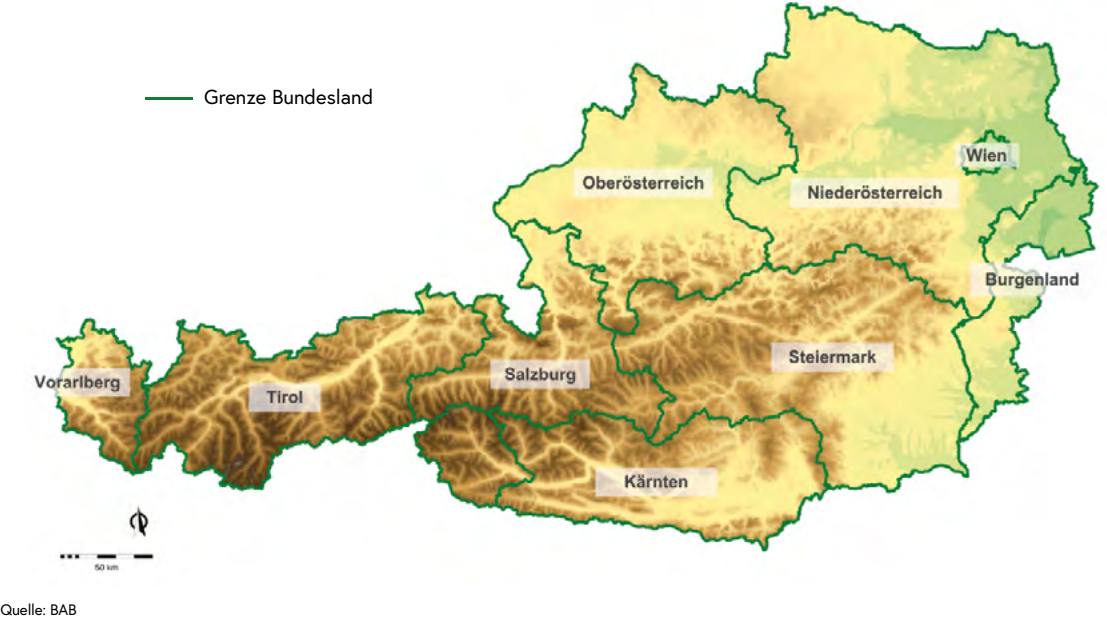 Grenze Bundesland
Wien
Oberösterreich
Niederösterreich
Burgenland
Steiermark
Salzburg
Vorarlberg
Tirol
Kärnten
50 km
Quelle: BAB